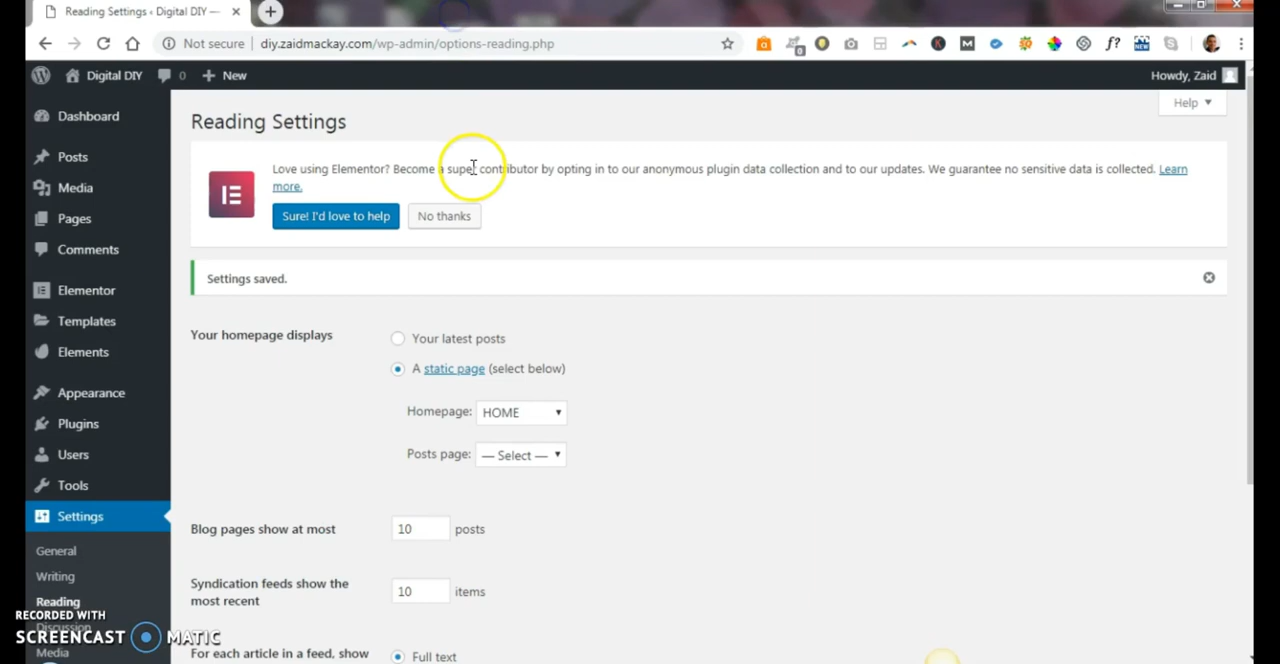 Reading Settings ‹ Digital DIY —
Not secure diy.zaidmackay.com/wp-admin/options-reading.php
Digital DIY 0 + New Howdy, Zaid
Help ▼
Dashboard
Posts
Media
Pages
Comments
Elementor
Templates
Elements
Appearance
Plugins
Users
Tools
Settings
General
Writing
Reading
Discussion
Media
Reading Settings
Love using Elementor? Become a super contributor by opting in to our anonymous plugin data collection and to our updates. We guarantee no sensitive data is collected. Learn
more.
Sure! I'd love to help No thanks
Settings saved.
Your homepage displays Your latest posts
A static page (select below)
Homepage: HOME
Posts page: — Select —
Blog pages show at most 10 posts
Syndication feeds show the 10 items
most recent
For each article in a feed, show Full text
RECORDED WITH
SCREENCAST MATIC